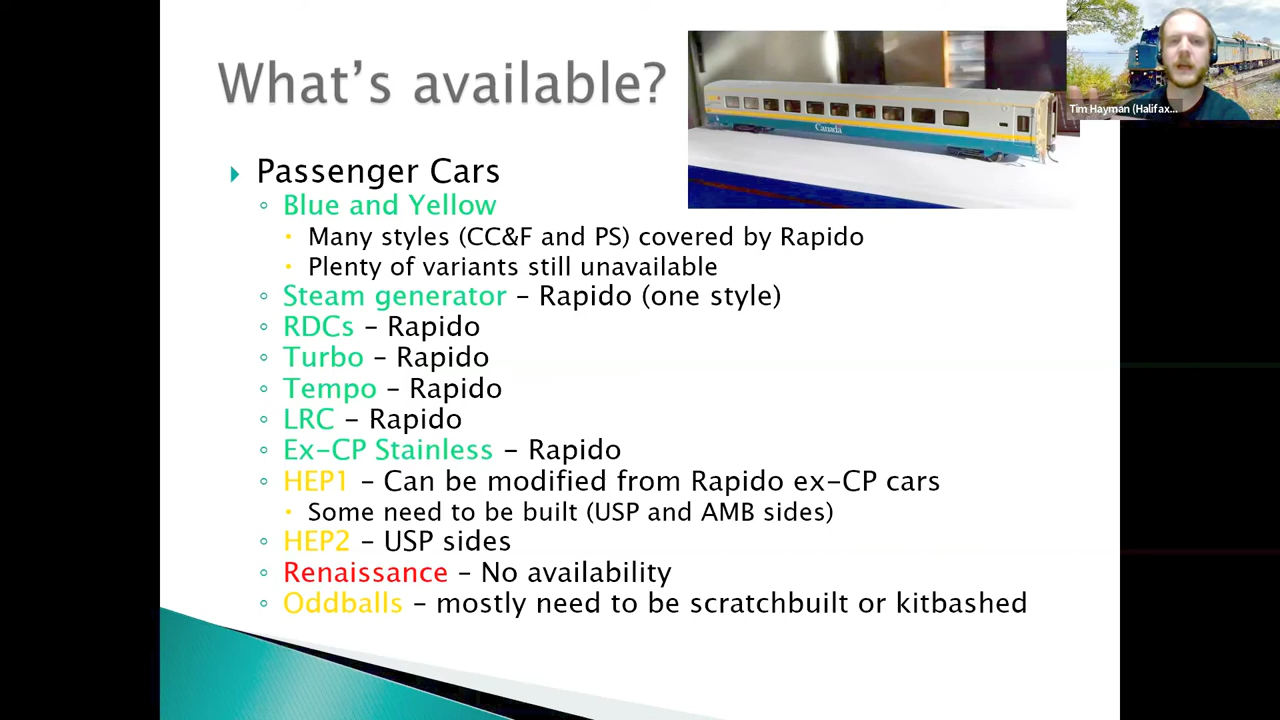 What's available?
Canada
Tim Hayman (Halifax...
Passenger Cars
Blue and Yellow
Many styles (CC&F and PS) covered by Rapido
Plenty of variants still unavailable
Steam generator – Rapido (one style)
RDCs – Rapido
Turbo – Rapido
Tempo – Rapido
LRC – Rapido
Ex-CP Stainless – Rapido
HEP1 – Can be modified from Rapido ex-CP cars
Some need to be built (USP and AMB sides)
HEP2 – USP sides
Renaissance – No availability
Oddballs – mostly need to be scratchbuilt or kitbashed